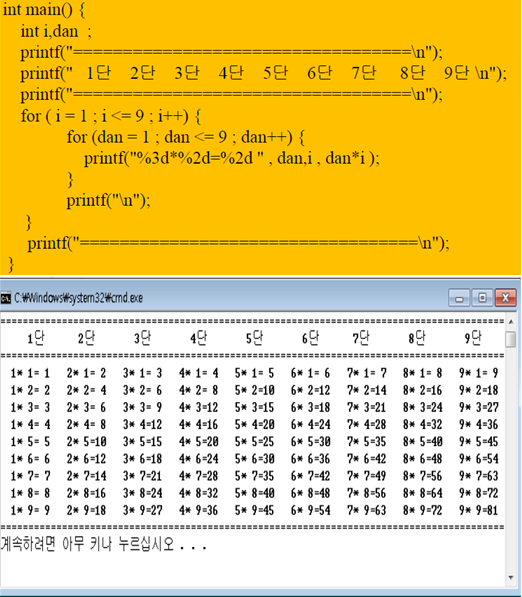 int main() {
int i,dan ;
printf("==================================\n");
printf(" 1단 2단 3단 4단 5단 6단 7단 8단 9단 \n");
printf("==================================\n");
for ( i = 1 ; i <= 9 ; i++) {
for (dan = 1 ; dan <= 9 ; dan++) {
printf("%3d*%2d=%2d " , dan,i , dan*i );
}
printf("\n");
}
printf("==================================\n");
}
C:\Windows\system32\cmd.exe
================================================================================
1단 2단 3단 4단 5단 6단 7단 8단 9단
================================================================================
1* 1= 1 2* 1= 2 3* 1= 3 4* 1= 4 5* 1= 5 6* 1= 6 7* 1= 7 8* 1= 8 9* 1= 9
1* 2= 2 2* 2= 4 3* 2= 6 4* 2= 8 5* 2=10 6* 2=12 7* 2=14 8* 2=16 9* 2=18
1* 3= 3 2* 3= 6 3* 3= 9 4* 3=12 5* 3=15 6* 3=18 7* 3=21 8* 3=24 9* 3=27
1* 4= 4 2* 4= 8 3* 4=12 4* 4=16 5* 4=20 6* 4=24 7* 4=28 8* 4=32 9* 4=36
1* 5= 5 2* 5=10 3* 5=15 4* 5=20 5* 5=25 6* 5=30 7* 5=35 8* 5=40 9* 5=45
1* 6= 6 2* 6=12 3* 6=18 4* 6=24 5* 6=30 6* 6=36 7* 6=42 8* 6=48 9* 6=54
1* 7= 7 2* 7=14 3* 7=21 4* 7=28 5* 7=35 6* 7=42 7* 7=49 8* 7=56 9* 7=63
1* 8= 8 2* 8=16 3* 8=24 4* 8=32 5* 8=40 6* 8=48 7* 8=56 8* 8=64 9* 8=72
1* 9= 9 2* 9=18 3* 9=27 4* 9=36 5* 9=45 6* 9=54 7* 9=63 8* 9=72 9* 9=81
================================================================================
계속하려면 아무 키나 누르십시오 . . .